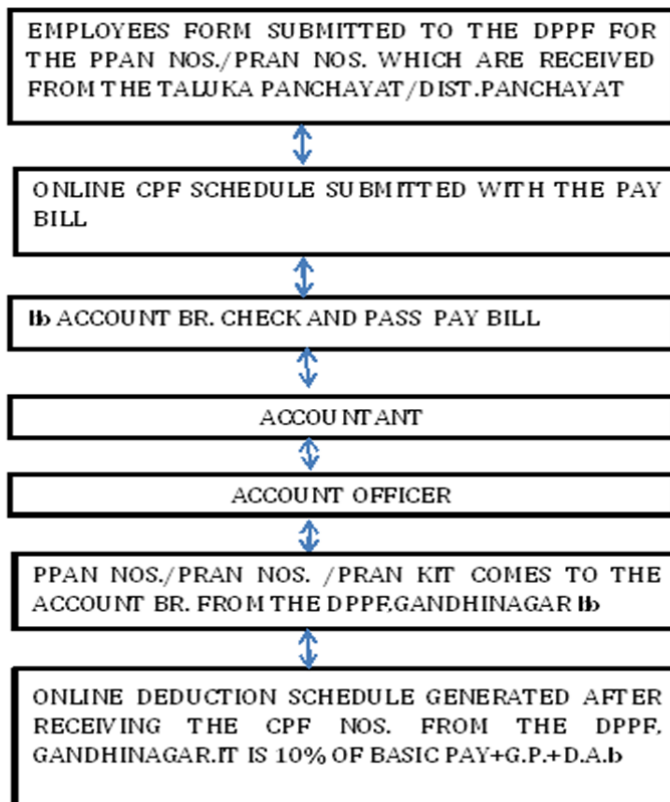 EMPLOYEES FORM SUBMITTED TO THE DPPF FOR
THE PPAN NOS./PRAN NOS. WHICH ARE RECEIVED
FROM THE TALUKA PANCHAYAT/DIST.PANCHAYAT
ONLINE CPF SCHEDULE SUBMITTED WITH THE PAY
BILL
ACCOUNT BR. CHECK AND PASS PAY BILL
ACCOUNTANT
ACCOUNT OFFICER
PPAN NOS./PRAN NOS. /PRAN KIT COMES TO THE
ACCOUNT BR. FROM THE DPPF,GANDHINAGAR
ONLINE DEDUCTION SCHEDULE GENERATED AFTER
RECEIVING THE CPF NOS. FROM THE DPPF,
GANDHINAGAR.IT IS 10% OF BASIC PAY+G.P.+D.A.b